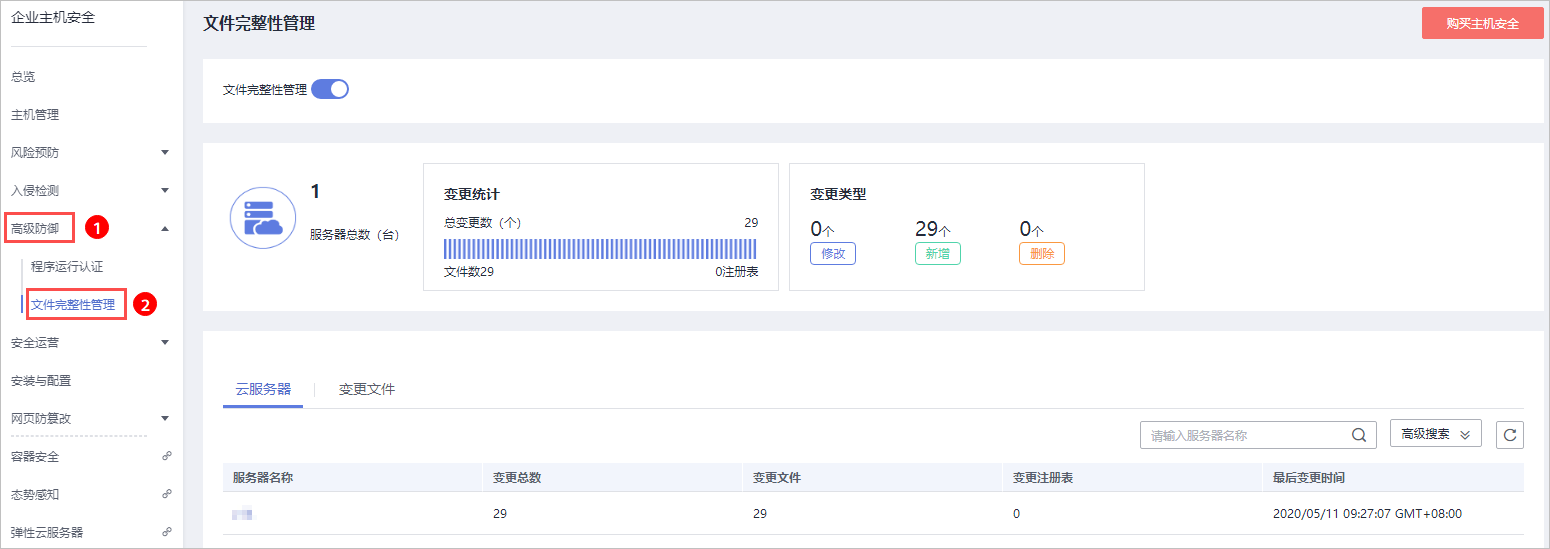 企业主机安全
总览
主机管理
风险预防
入侵检测
高级防御 1
程序运行认证
文件完整性管理 2
安全运营
安装与配置
网页防篡改
容器安全
态势感知
弹性云服务器
文件完整性管理
购买主机安全
文件完整性管理
1
服务器总数（台）
变更统计
总变更数（个） 29
文件数29 0注册表
变更类型
0个 29个 0个
修改 新增 删除
云服务器 变更文件
请输入服务器名称 高级搜索
服务器名称 变更总数 变更文件 变更注册表 最后变更时间
29 29 0 2020/05/11 09:27:07 GMT+08:00